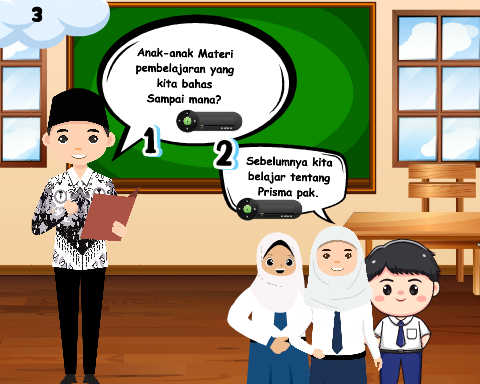 3
Anak-anak Materi
pembelajaran yang
kita bahas
Sampai mana?
1
2
Sebelumnya kita
belajar tentang
Prisma pak.